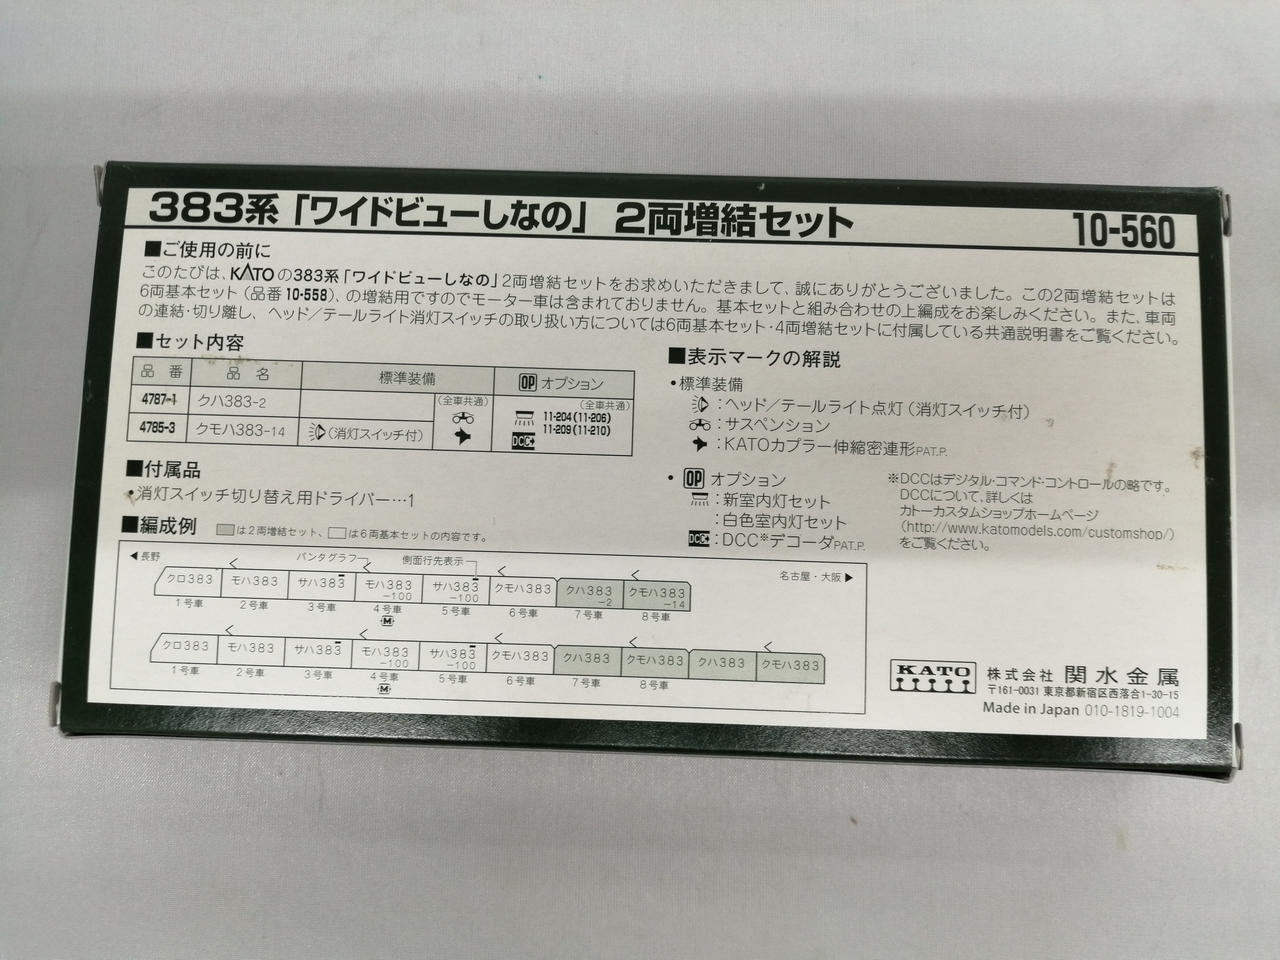 383系「ワイドビューしなの」 2両増結セット 10-560
■ご使用の前に
このたびは、KATOの383系「ワイドビューしなの」2両増結セットをお求めいただきまして、誠にありがとうございました。この2両増結セットは
6両基本セット(品番10-558)、の増結用ですのでモーター車は含まれておりません。基本セットと組み合わせの上編成をお楽しみください。また、車両
の連結・切り離し、ヘッド/テールライト消灯スイッチの取り扱い方については6両基本セット・4両増結セットに付属している共通説明書をご覧ください。
■セット内容
品 番 品 名 標準装備 OP オプション
4787-1 クハ383-2 (全車共通) (全車共通)
11-204(11-206)
4785-3 クモハ383-14 (消灯スイッチ付) 11-209(11-210)
DCC
■付属品
・消灯スイッチ切り替え用ドライバー…1
■表示マークの解説
・標準装備
:ヘッド/テールライト点灯(消灯スイッチ付)
:サスペンション
:KATOカプラー伸縮密連形PAT.P.
・OP オプション
:新室内灯セット
:白色室内灯セット
DCC:DCC※デコーダPAT.P.
※DCCはデジタル・コマンド・コントロールの略です。
DCCについて、詳しくは
カトーカスタムショップホームページ
(http://www.katomodels.com/customshop/)
をご覧ください。
■編成例 は2両増結セット、 は6両基本セットの内容です。
◀長野 パンタグラフ 側面行先表示 名古屋・大阪▶
クロ383 モハ383 サハ383 モハ383-100 サハ383-100 クモハ383 クハ383-2 クモハ383-14
1号車 2号車 3号車 4号車 5号車 6号車 7号車 8号車
M
クロ383 モハ383 サハ383 モハ383-100 サハ383-100 クモハ383 クハ383 クモハ383 クハ383 クモハ383
1号車 2号車 3号車 4号車 5号車 6号車 7号車 8号車
M
KATO 株式会社 関水金属
〒161-0031 東京都新宿区西落合1-30-15
Made in Japan 010-1819-1004